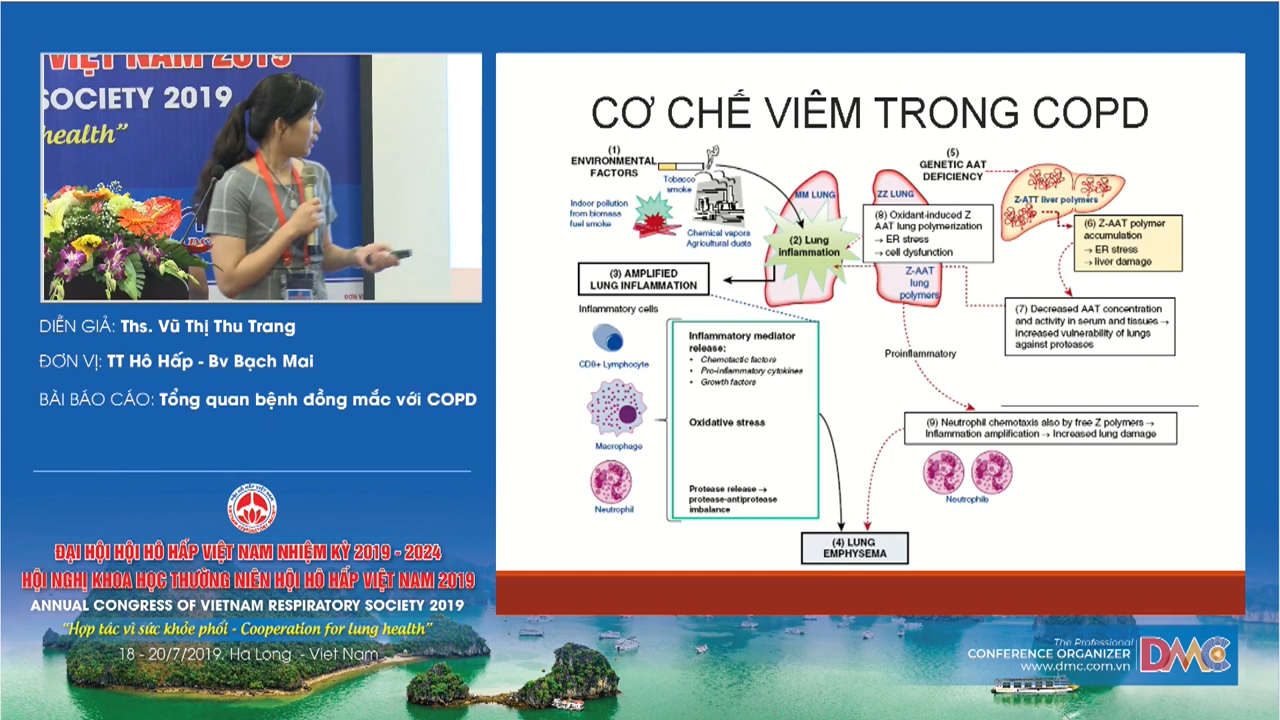 VIỆT NAM 2019
SOCIETY 2019
health”
DIỄN GIẢ: Ths. Vũ Thị Thu Trang
ĐƠN VỊ: TT Hô Hấp - Bv Bạch Mai
BÀI BÁO CÁO: Tổng quan bệnh đồng mắc với COPD
ĐẠI HỘI HỘI HÔ HẤP VIỆT NAM NHIỆM KỲ 2019 - 2024
HỘI NGHỊ KHOA HỌC THƯỜNG NIÊN HỘI HÔ HẤP VIỆT NAM 2019
ANNUAL CONGRESS OF VIETNAM RESPIRATORY SOCIETY 2019
“Hợp tác vì sức khỏe phổi - Cooperation for lung health”
18 - 20/7/2019, Ha Long - Viet Nam
CƠ CHẾ VIÊM TRONG COPD
(1)
ENVIRONMENTAL
FACTORS
Tobacco
smoke
Indoor pollution
from biomass
fuel smoke
Chemical vapors
Agricultural dusts
MM LUNG
(2) Lung
inflammation
ZZ LUNG
Z-AAT
lung
polymers
(5)
GENETIC AAT
DEFICIENCY
Z-ATT liver polymers
(6) Z-AAT polymer
accumulation
→ ER stress
→ liver damage
(8) Oxidant-induced Z
AAT lung polymerization
→ ER stress
→ cell dysfunction
(7) Decreased AAT concentration
and activity in serum and tissues →
increased vulnerability of lungs
against proteases
(3) AMPLIFIED
LUNG INFLAMMATION
Inflammatory cells
CD8+ Lymphocyte
Macrophage
Neutrophil
Inflammatory mediator
release:
• Chemotactic factors
• Pro-inflammatory cytokines
• Growth factors
Oxidative stress
Protease release →
protease-antiprotease
imbalance
Proinflammatory
(9) Neutrophil chemotaxis also by free Z polymers →
Inflammation amplification → Increased lung damage
Neutrophils
(4) LUNG
EMPHYSEMA
The Professional
CONFERENCE ORGANIZER
www.dmc.com.vn
DMC